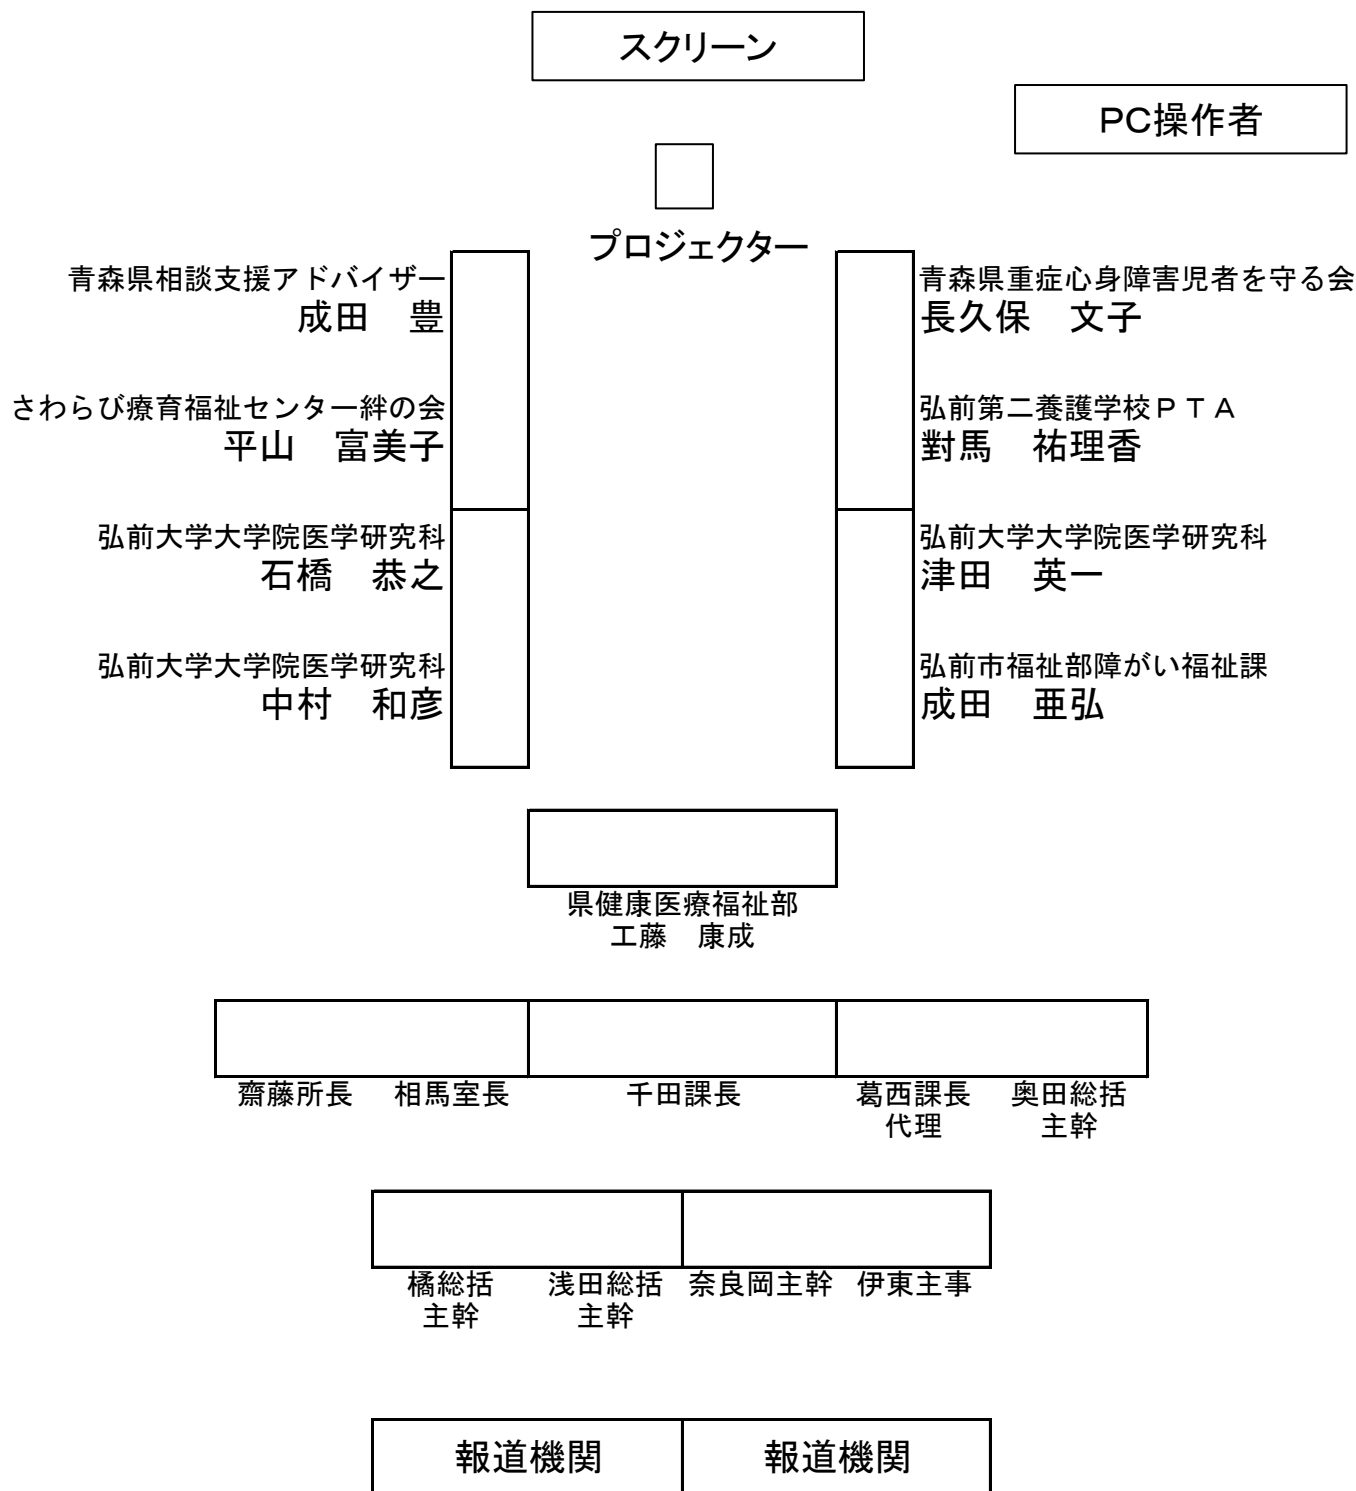 スクリーン
PC操作者
プロジェクター
青森県相談支援アドバイザー
成田　豊
さわらび療育福祉センター絆の会
平山　富美子
弘前大学大学院医学研究科
石橋　恭之
弘前大学大学院医学研究科
中村　和彦
青森県重症心身障害児者を守る会
長久保　文子
弘前第二養護学校ＰＴＡ
對馬　祐理香
弘前大学大学院医学研究科
津田　英一
弘前市福祉部障がい福祉課
成田　亜弘
県健康医療福祉部
工藤　康成
齋藤所長
相馬室長
千田課長
葛西課長
代理
奥田総括
主幹
橘総括
主幹
浅田総括
主幹
奈良岡主幹
伊東主事
報道機関
報道機関